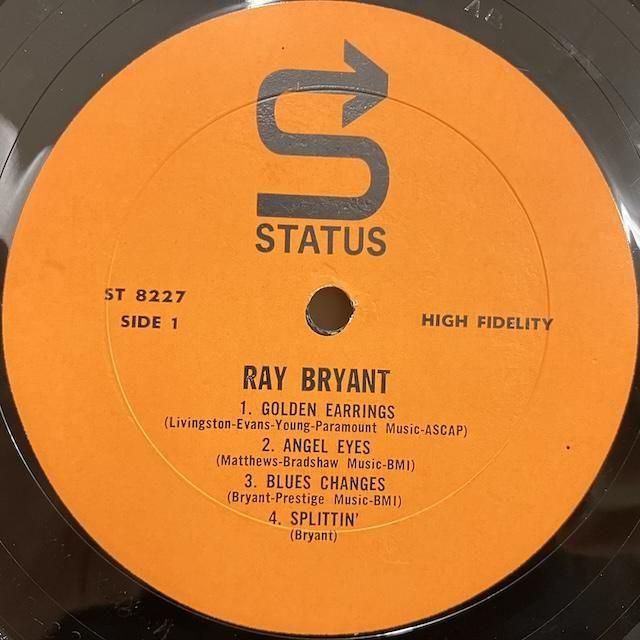 STATUS
ST 8227
SIDE 1
HIGH FIDELITY
RAY BRYANT
1. GOLDEN EARRINGS
(Livingston-Evans-Young-Paramount Music-ASCAP)
2. ANGEL EYES
(Matthews-Bradshaw Music-BMI)
3. BLUES CHANGES
(Bryant-Prestige Music-BMI)
4. SPLITTIN'
(Bryant)